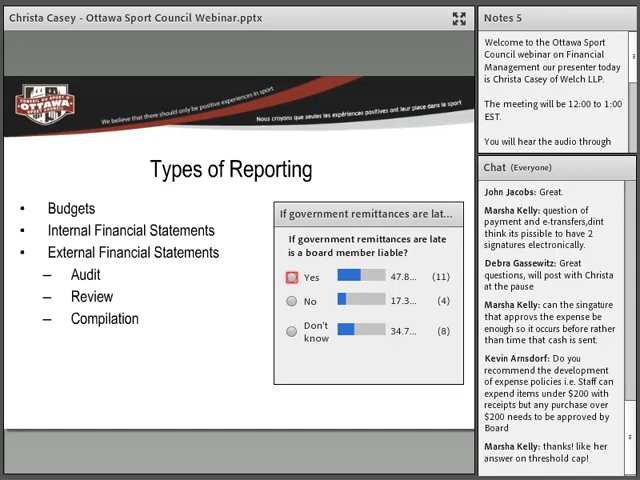 Christa Casey - Ottawa Sport Council Webinar.pptx
OTTAWA
We believe that there should only be positive experiences in sport
Nous croyons que seules les expériences positives ont leur place dans le sport
Types of Reporting
• Budgets
• Internal Financial Statements
• External Financial Statements
– Audit
– Review
– Compilation
If government remittances are lat...
If government remittances are late
is a board member liable?
Yes 47.8... (11)
No 17.3... (4)
Don't
know 34.7... (8)
Notes 5
Welcome to the Ottawa Sport
Council webinar on Financial
Management our presenter today
is Christa Casey of Welch LLP.
The meeting will be 12:00 to 1:00
EST.
You will hear the audio through
Chat (Everyone)
John Jacobs: Great.
Marsha Kelly: question of
payment and e-transfers,dint
think its pissible to have 2
signatures electronically.
Debra Gassewitz: Great
questions, will post with Christa
at the pause
Marsha Kelly: can the singature
that approvs the expense be
enough so it occurs before rather
than time that cash is sent.
Kevin Arnsdorf: Do you
recommend the development
of expense policies i.e. Staff can
expend items under $200 with
receipts but any purchase over
$200 needs to be approved by
Board
Marsha Kelly: thanks! like her
answer on threshold cap!